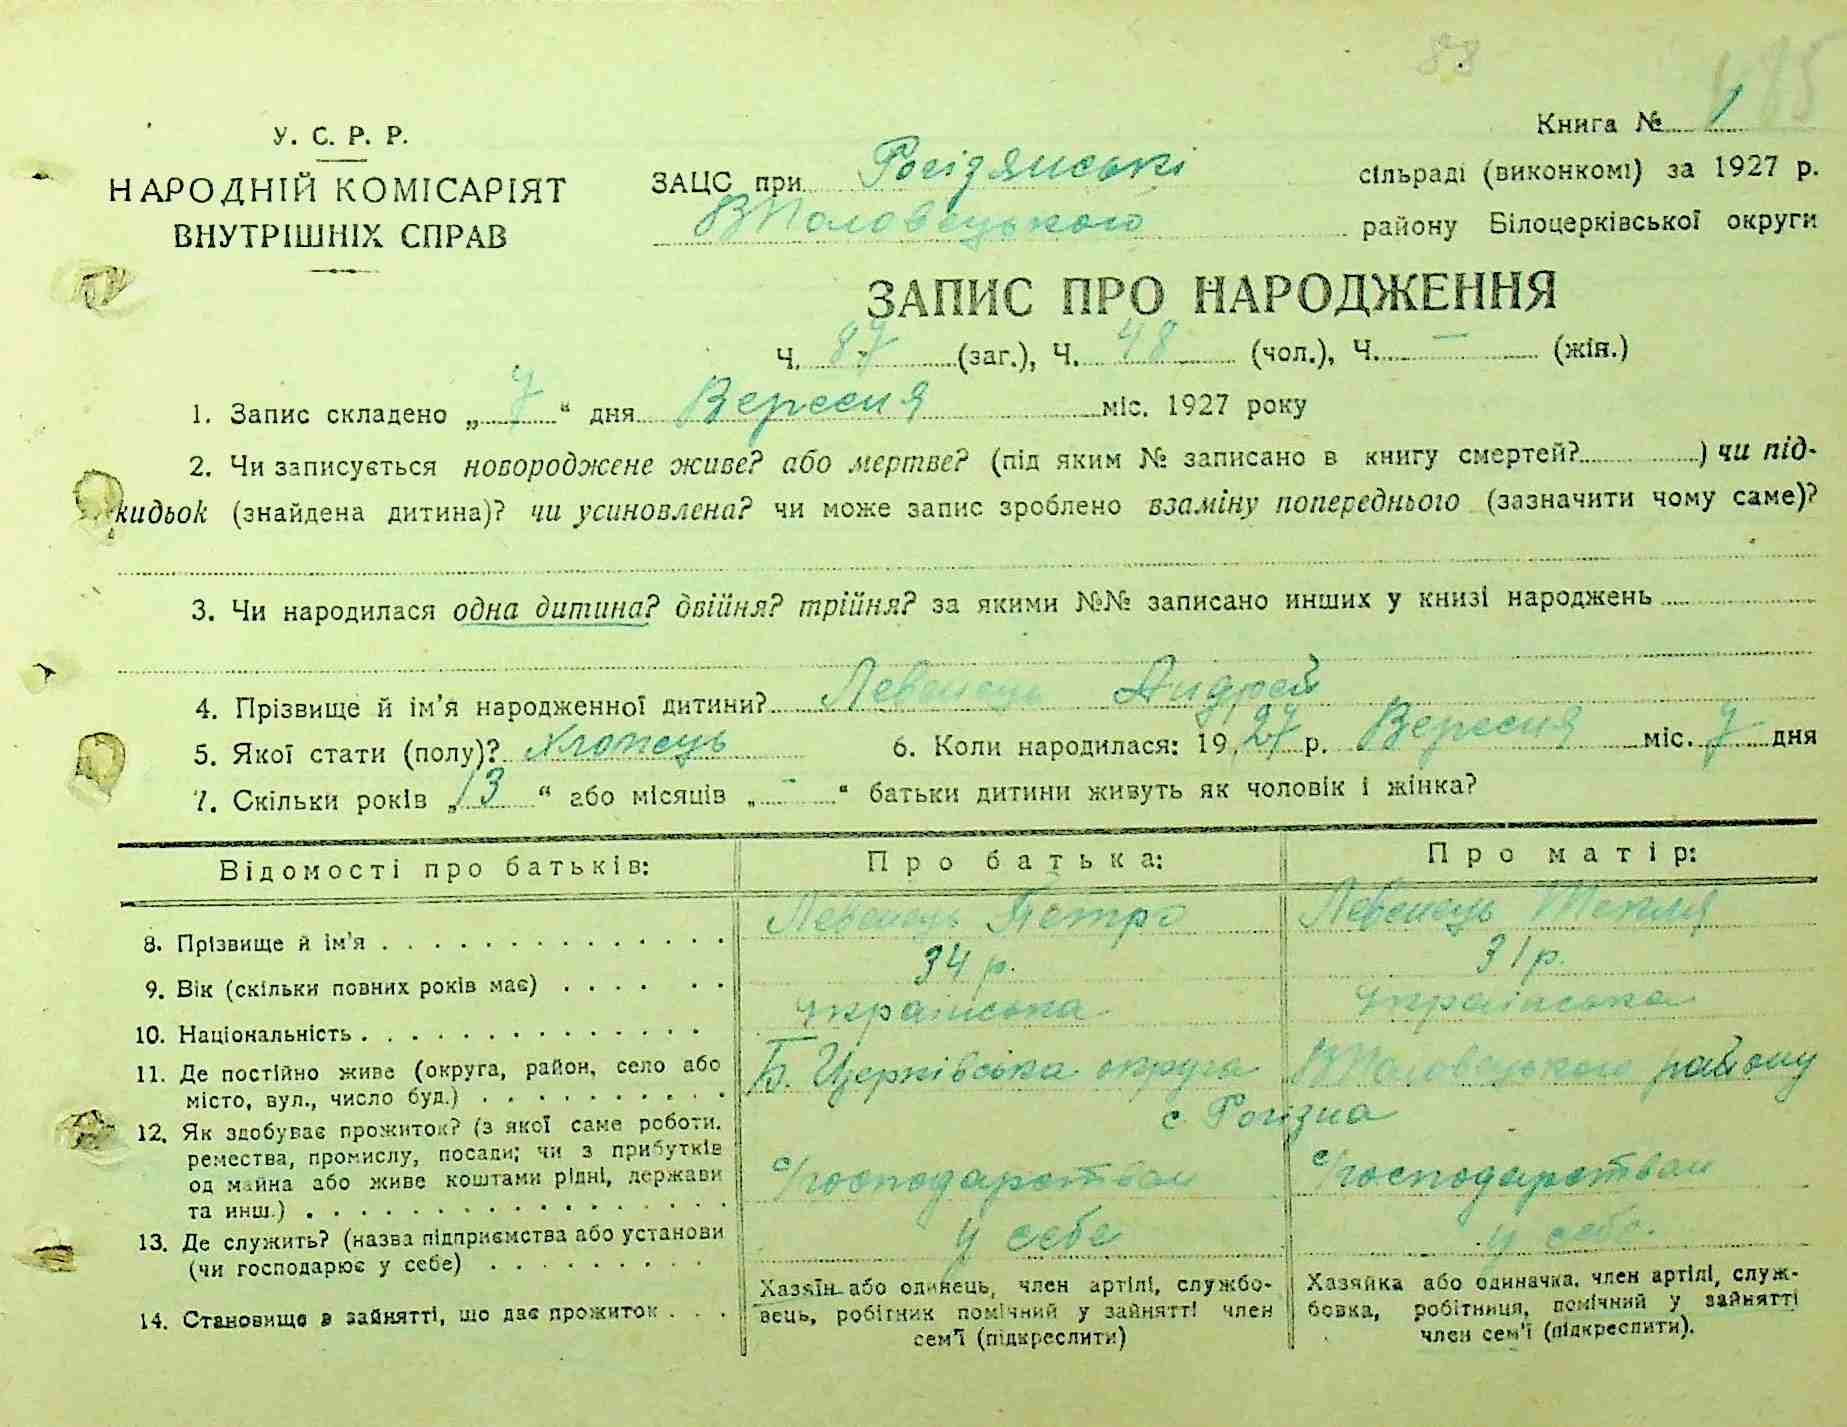 88 485
Книга № 1
У. С. Р. Р.
НАРОДНІЙ КОМІСАРІЯТ
ВНУТРІШНІХ СПРАВ
ЗАЦС при Рогізянські сільраді (виконкомі) за 1927 р.
ВПоловецького району Білоцерківської округи
ЗАПИС ПРО НАРОДЖЕННЯ
Ч. 87 (заг.), Ч. 48 (чол.), Ч. — (жін.)
1. Запис складено „ 7 “ дня Вересня міс. 1927 року
2. Чи записується новороджене живе? або мертве? (під яким № записано в книгу смертей? ) чи під-
кидьок (знайдена дитина)? чи усиновлена? чи може запис зроблено взаміну попереднього (зазначити чому саме)?
3. Чи народилася одна дитина? двійня? трійня? за якими №№ записано инших у книзі народжень
4. Прізвище й ім'я народженної дитини? Левенець Андрей
5. Якої стати (полу)? Хлопець 6. Коли народилася: 19 27 р. Вересня міс. 7 дня
7. Скільки років „ 13 “ або місяців „ - “ батьки дитини живуть як чоловік і жінка?
Відомості про батьків: Про батька: Про матір:
8. Прізвище й ім'я Левенець Петро Левенець Текля
9. Вік (скільки повних років має) 34 р. 31 р.
10. Національність українська українська
11. Де постійно живе (округа, район, село або Б. Церківська округа ВПоловецького району
місто, вул., число буд.) с. Рогізна
12. Як здобуває прожиток? (з якої саме роботи,
ремества, промислу, посади; чи з прибутків
од майна або живе коштами рідні, держави с/господарством с/господарством
та инш.)
13. Де служить? (назва підприємства або установи у себе у себе.
(чи господарює у себе)
14. Становище в зайнятті, що дає прожиток
Хазяїн або одинець, член артілі, службо-
вець, робітник помічний у зайнятті член
сем'ї (підкреслити)
Хазяйка або одиначка, член артілі, служ-
бовка, робітниця, помічний у зайнятті
член сем'ї (підкреслити).